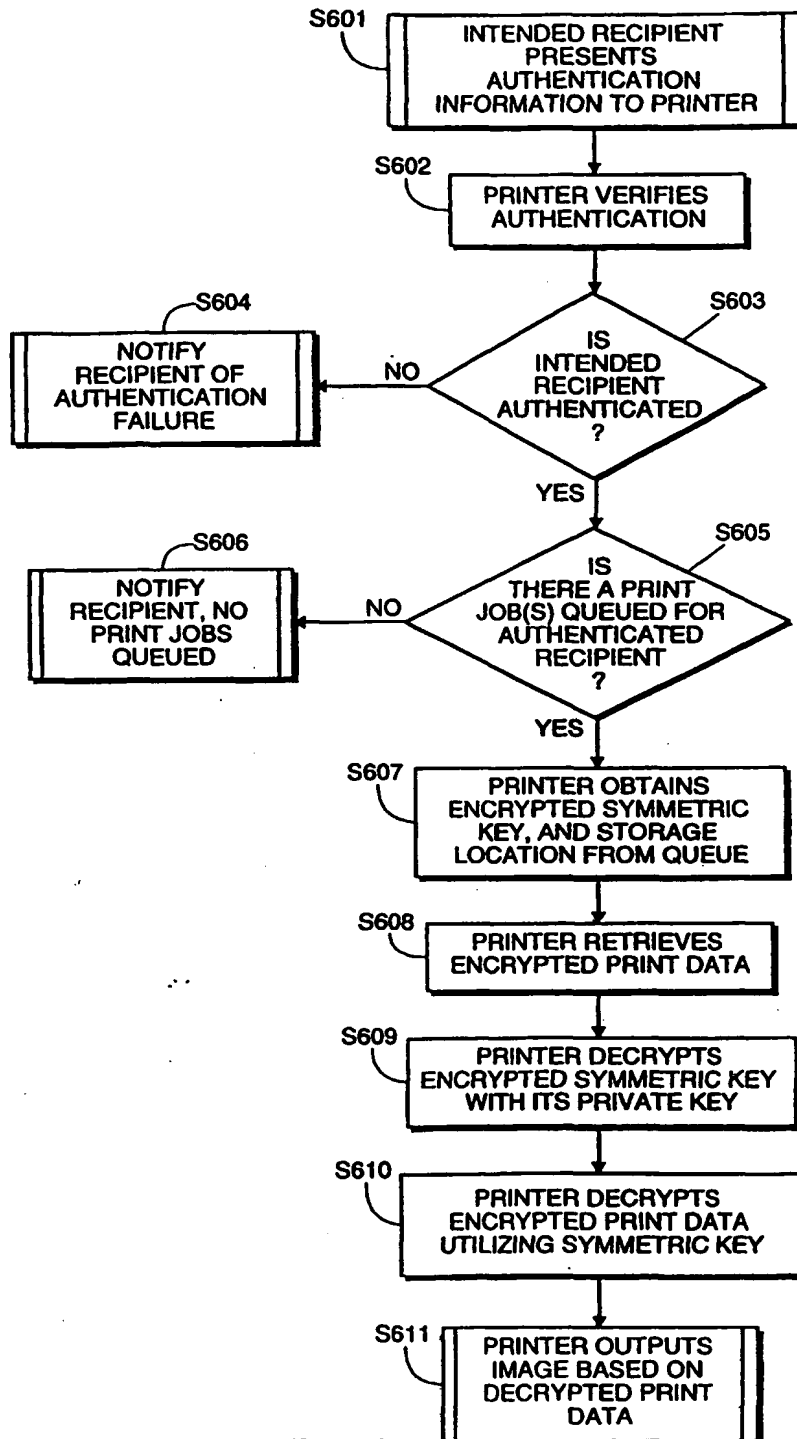 S601
INTENDED RECIPIENT
PRESENTS
AUTHENTICATION
INFORMATION TO PRINTER
S602
PRINTER VERIFIES
AUTHENTICATION
S603
IS
INTENDED
RECIPIENT
AUTHENTICATED
?
NO
S604
NOTIFY
RECIPIENT OF
AUTHENTICATION
FAILURE
YES
S605
IS
THERE A PRINT
JOB(S) QUEUED FOR
AUTHENTICATED
RECIPIENT
?
NO
S606
NOTIFY
RECIPIENT, NO
PRINT JOBS
QUEUED
YES
S607
PRINTER OBTAINS
ENCRYPTED SYMMETRIC
KEY, AND STORAGE
LOCATION FROM QUEUE
S608
PRINTER RETRIEVES
ENCRYPTED PRINT DATA
S609
PRINTER DECRYPTS
ENCRYPTED SYMMETRIC KEY
WITH ITS PRIVATE KEY
S610
PRINTER DECRYPTS
ENCRYPTED PRINT DATA
UTILIZING SYMMETRIC KEY
S611
PRINTER OUTPUTS
IMAGE BASED ON
DECRYPTED PRINT
DATA